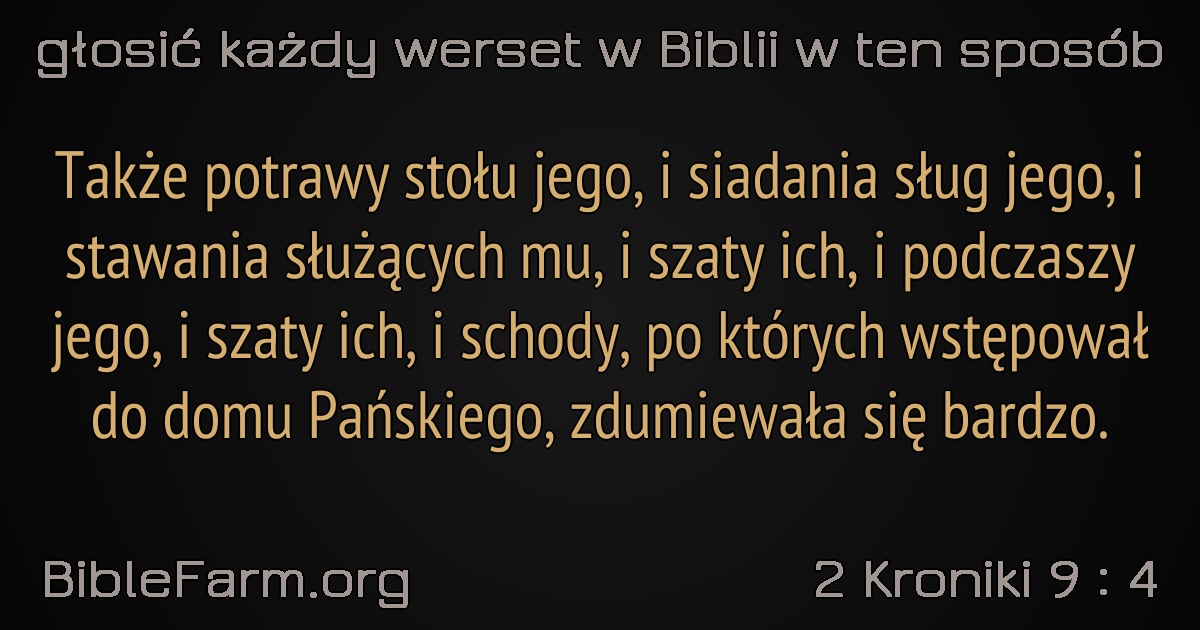 głosić każdy werset w Biblii w ten sposób
Także potrawy stołu jego, i siadania sług jego, i
stawania służących mu, i szaty ich, i podczaszy
jego, i szaty ich, i schody, po których wstępował
do domu Pańskiego, zdumiewała się bardzo.
BibleFarm.org
2 Kroniki 9 : 4